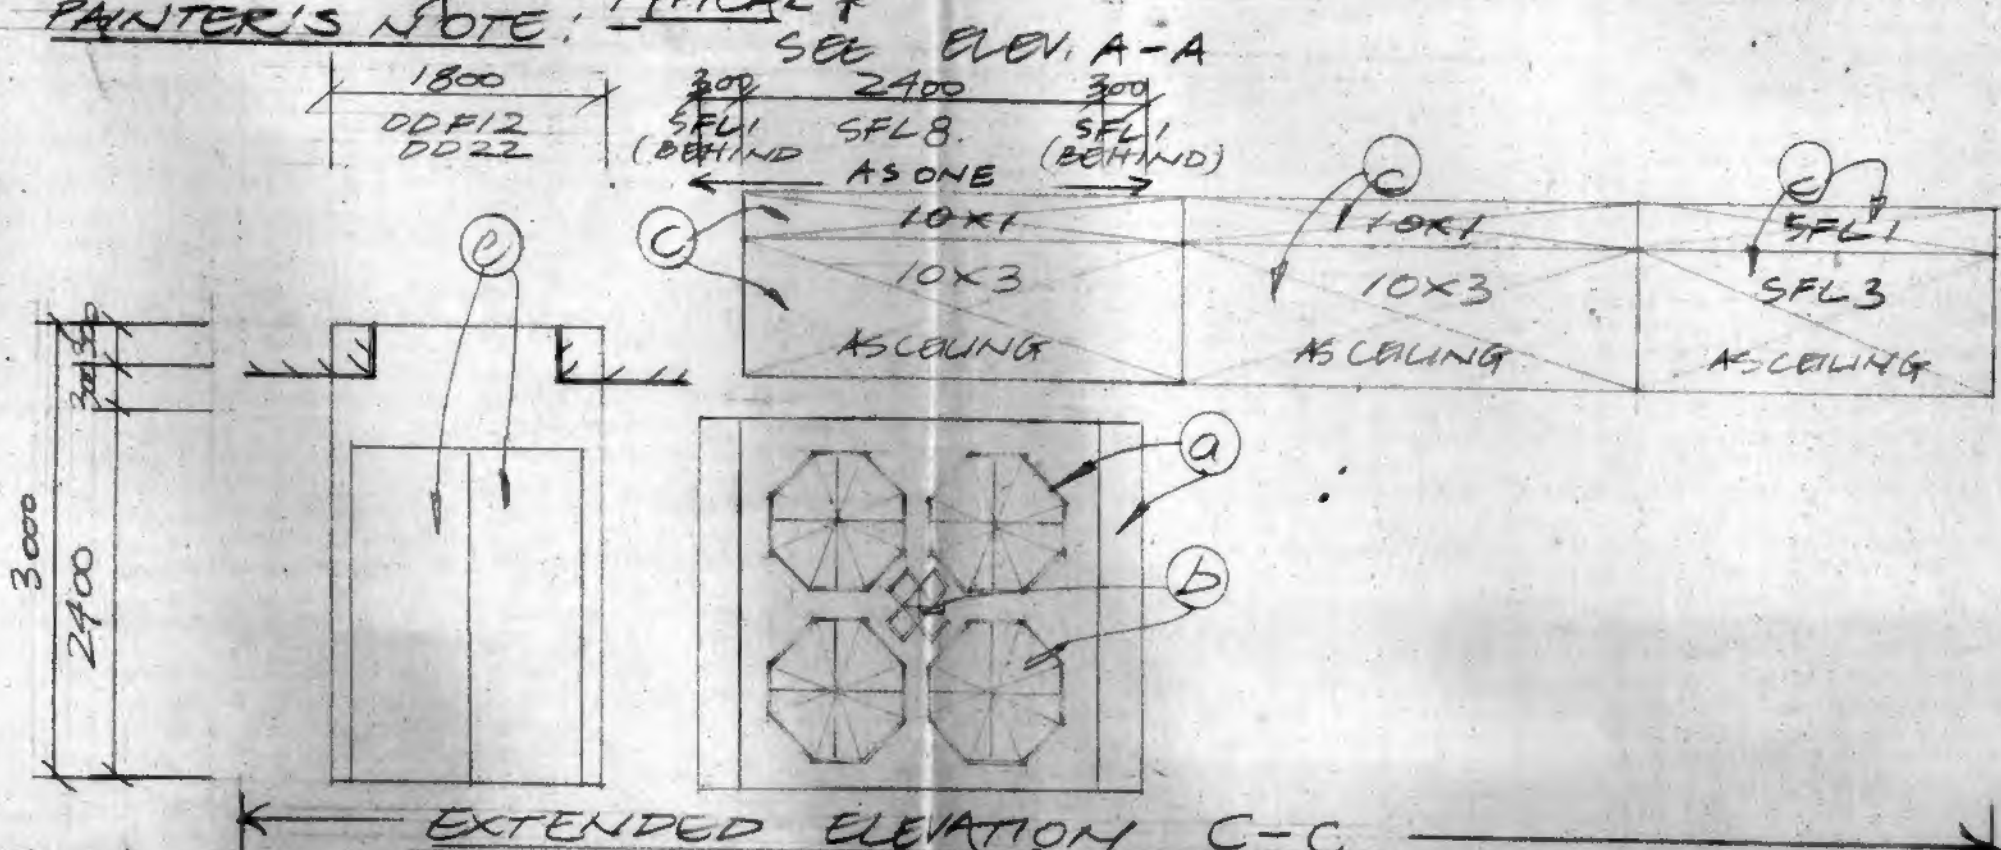 PAINTER'S NOTE: -
SEE ELEV. A-A
1800
300 2400 300
DDF12
DD22
SFL1
(BEHIND
SFL8.
SFL1
(BEHIND)
AS ONE
c
10X1
10X3
AS CEILING
c
10X1
10X3
AS CEILING
c
SFL1
SFL3
AS CEILING
e
300
300
3000
2400
a
b
EXTENDED ELEVATION C-C